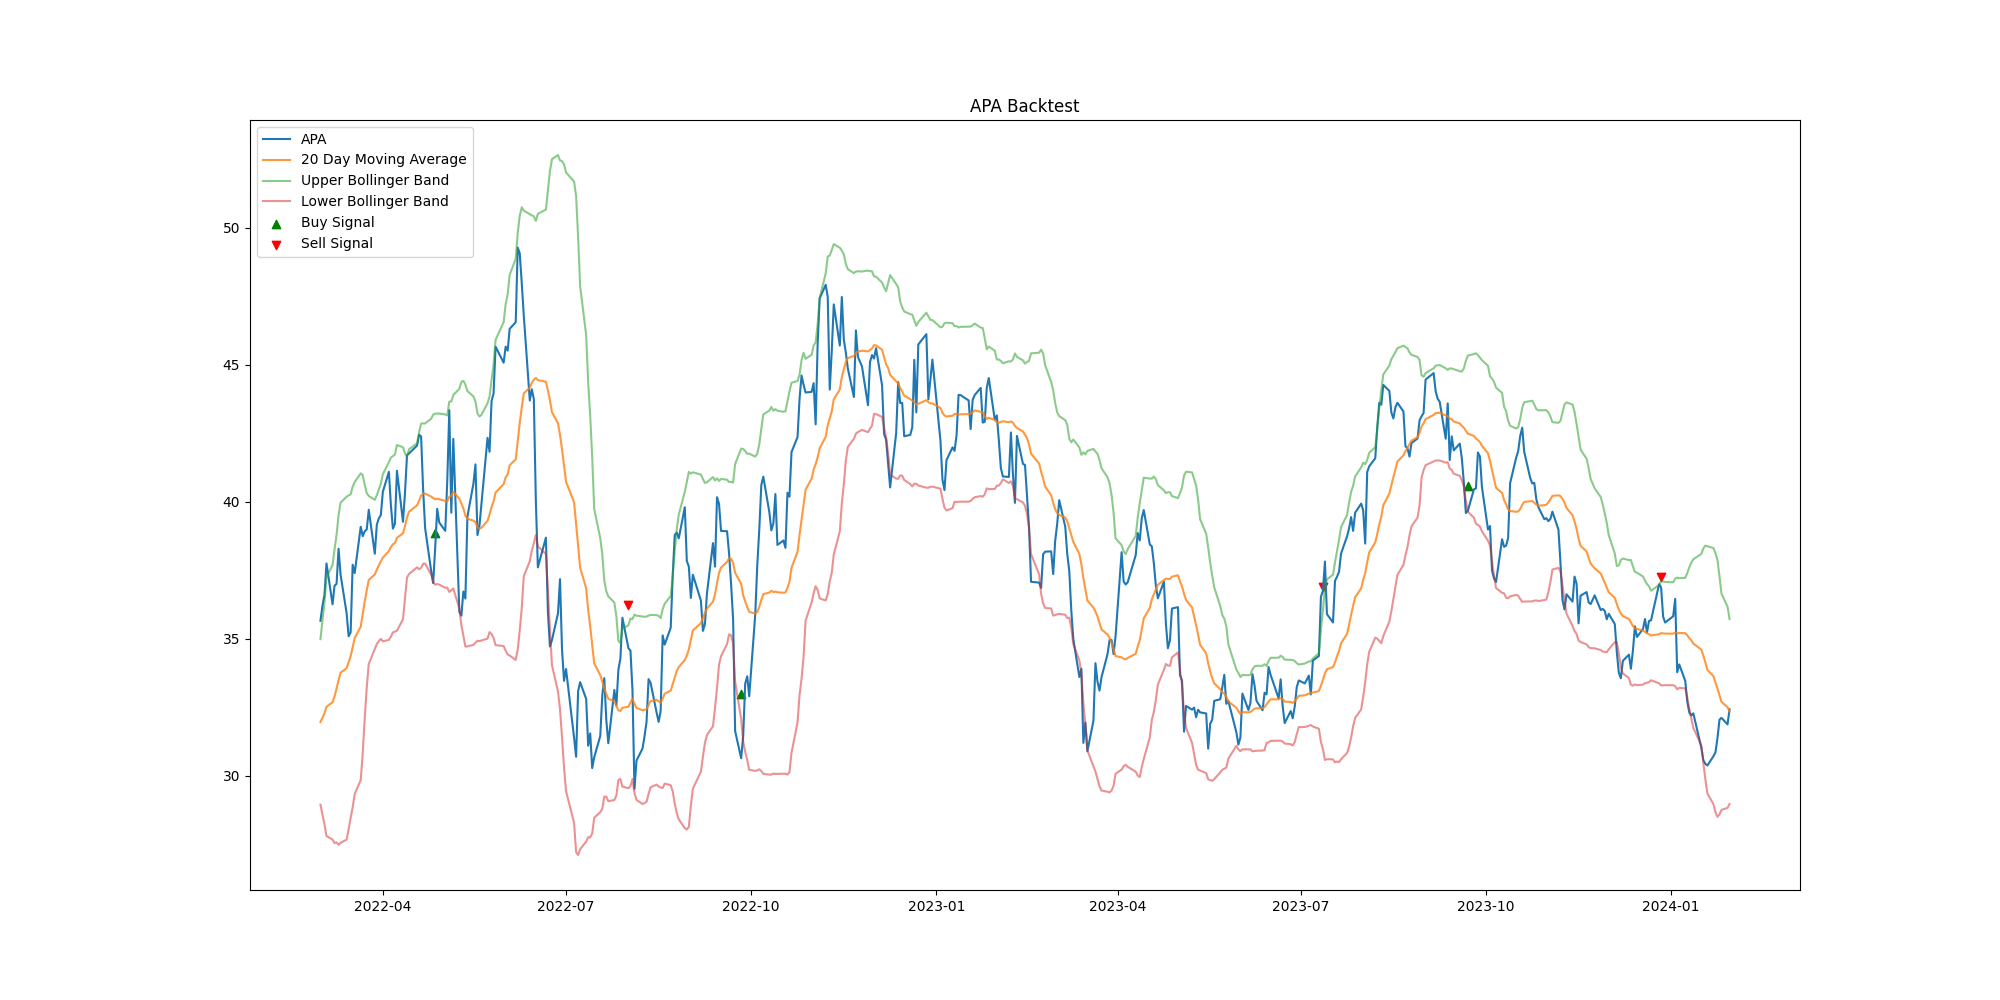 APA Backtest
APA
20 Day Moving Average
Upper Bollinger Band
Lower Bollinger Band
Buy Signal
Sell Signal
50
45
40
35
30
2022-04 2022-07 2022-10 2023-01 2023-04 2023-07 2023-10 2024-01